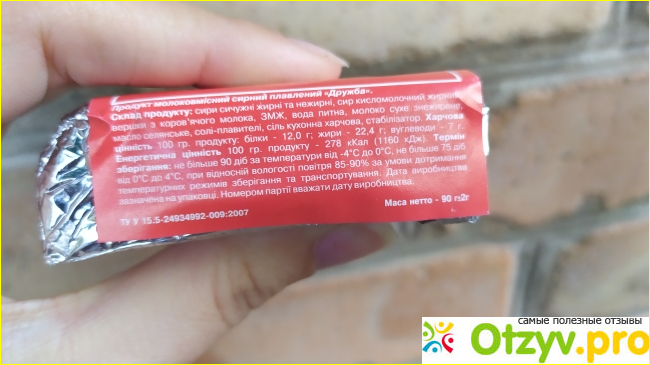 Продукт молоковмісний сирний плавлений «Дружба».
Склад продукту: сири сичужні жирні та нежирні, сир кисломолочний жирний,
вершки з коров'ячого молока, ЗМЖ, вода питна, молоко сухе знежирене,
масло селянське, солі-плавителі, сіль кухонна харчова, стабілізатор. Харчова
цінність 100 гр. продукту: білки - 12,0 г; жири - 22,4 г; вуглеводи - 7 г.
Енергетична цінність 100 гр. продукту - 278 кКал (1160 кДж). Термін
зберігання: не більше 90 діб за температури від -4°С до 0°С, не більше 75 діб
від 0°С до 4°С, при відносній вологості повітря 85-90% за умови дотримання
температурних режимів зберігання та транспортування. Дата виробництва
зазначена на упаковці. Номером партії вважати дату виробництва.
Маса нетто - 90 г±2г
ТУ У 15.5-24934992-009:2007
самые полезные отзывы
Otzyv.pro